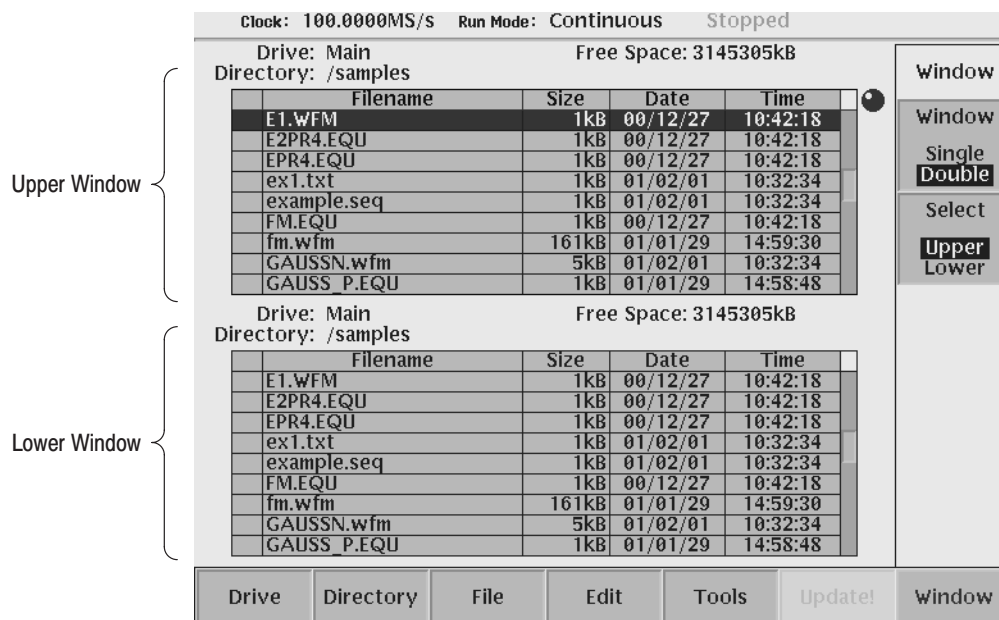 Clock: 100.0000MS/s Run Mode: Continuous Stopped
Drive: Main Free Space: 3145305kB
Directory: /samples
Filename Size Date Time
E1.WFM 1kB 00/12/27 10:42:18
E2PR4.EQU 1kB 00/12/27 10:42:18
EPR4.EQU 1kB 00/12/27 10:42:18
ex1.txt 1kB 01/02/01 10:32:34
example.seq 1kB 01/02/01 10:32:34
FM.EQU 1kB 00/12/27 10:42:18
fm.wfm 161kB 01/01/29 14:59:30
GAUSSN.wfm 5kB 01/02/01 10:32:34
GAUSS_P.EQU 1kB 01/01/29 14:58:48
Upper Window
Drive: Main Free Space: 3145305kB
Directory: /samples
Filename Size Date Time
E1.WFM 1kB 00/12/27 10:42:18
E2PR4.EQU 1kB 00/12/27 10:42:18
EPR4.EQU 1kB 00/12/27 10:42:18
ex1.txt 1kB 01/02/01 10:32:34
example.seq 1kB 01/02/01 10:32:34
FM.EQU 1kB 00/12/27 10:42:18
fm.wfm 161kB 01/01/29 14:59:30
GAUSSN.wfm 5kB 01/02/01 10:32:34
GAUSS_P.EQU 1kB 01/01/29 14:58:48
Lower Window
Window
Window
Single
Double
Select
Upper
Lower
Drive Directory File Edit Tools Update! Window